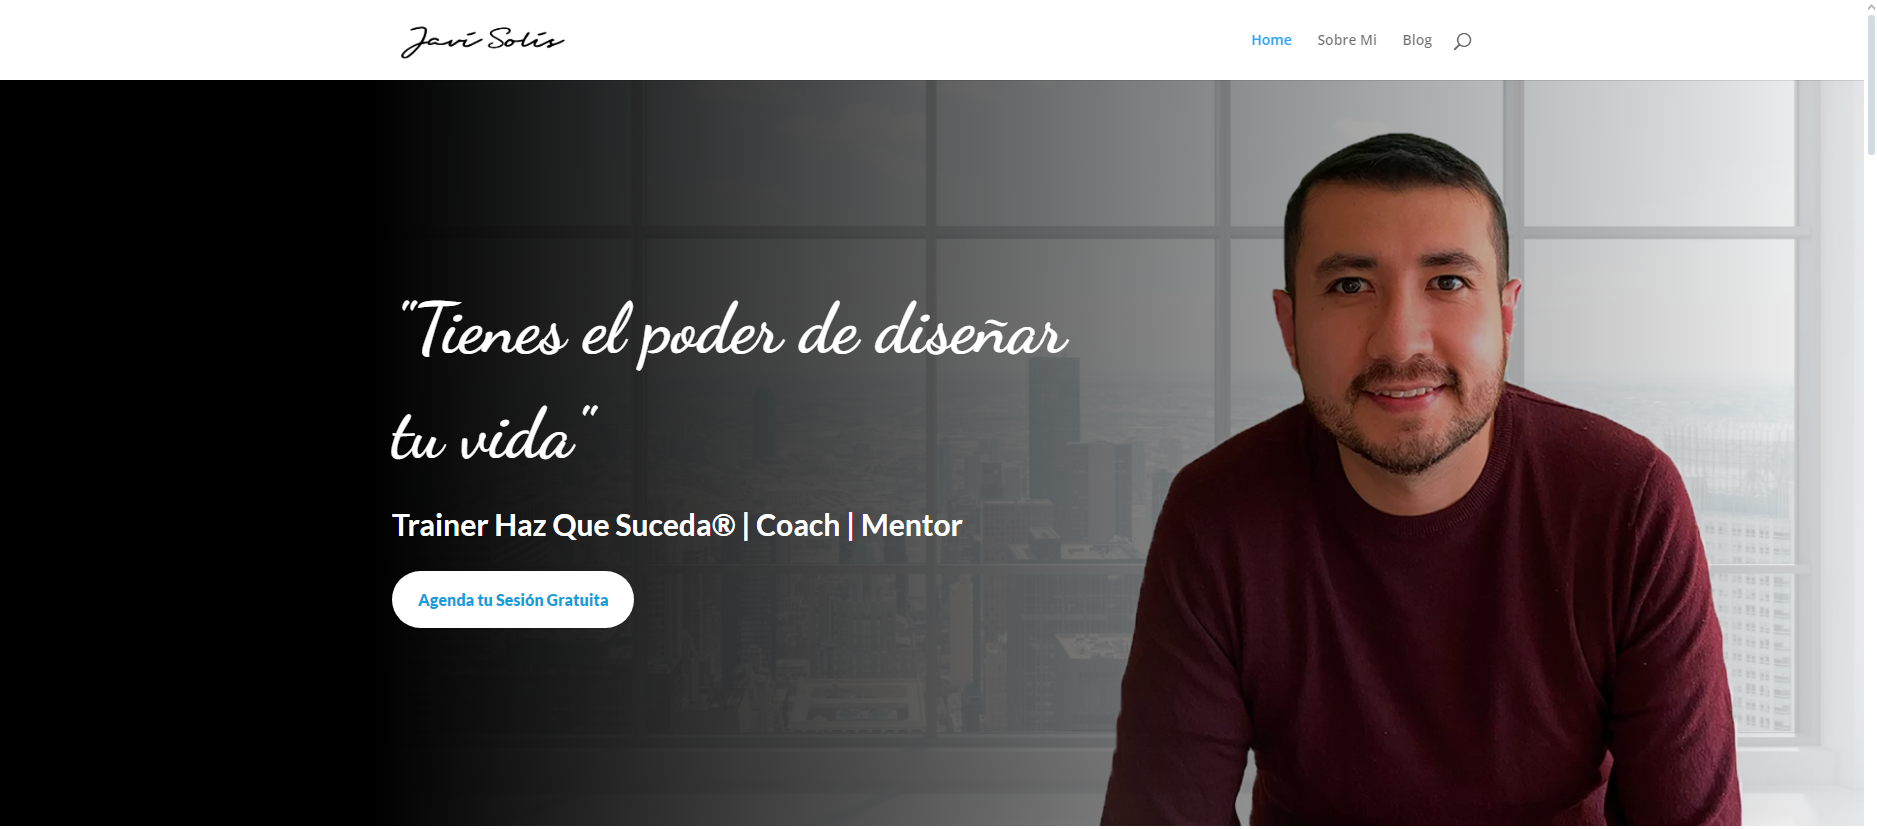 Javi Solis
Home Sobre Mi Blog
"Tienes el poder de diseñar
tu vida"
Trainer Haz Que Suceda® | Coach | Mentor
Agenda tu Sesión Gratuita